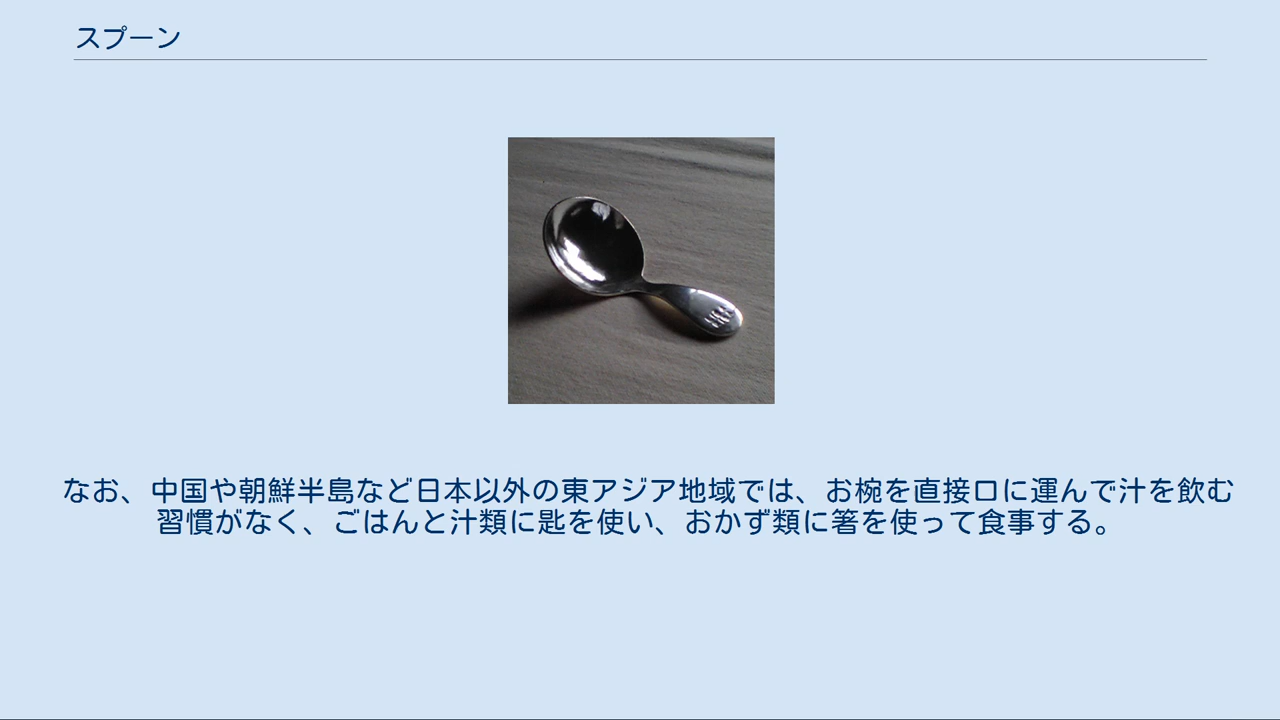 スプーン
なお、中国や朝鮮半島など日本以外の東アジア地域では、お椀を直接口に運んで汁を飲む
習慣がなく、ごはんと汁類に匙を使い、おかず類に箸を使って食事する。